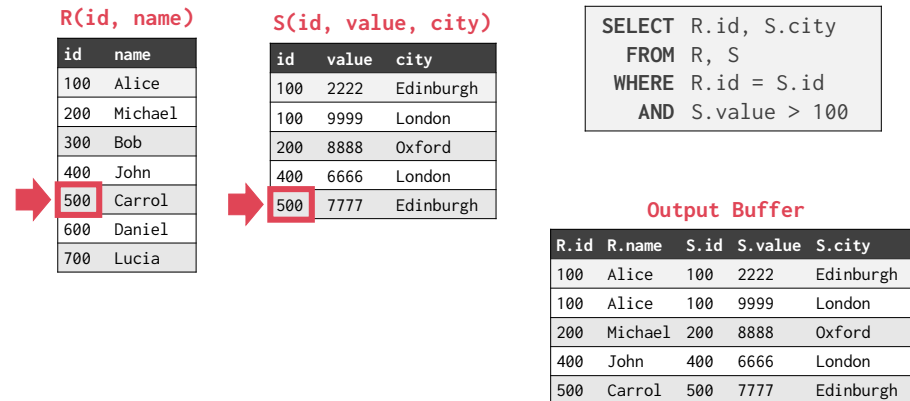 R(id, name)
id name
100 Alice
200 Michael
300 Bob
400 John
500 Carrol
600 Daniel
700 Lucia
S(id, value, city)
id value city
100 2222 Edinburgh
100 9999 London
200 8888 Oxford
400 6666 London
500 7777 Edinburgh
SELECT R.id, S.city
FROM R, S
WHERE R.id = S.id
AND S.value > 100
Output Buffer
R.id R.name S.id S.value S.city
100 Alice 100 2222 Edinburgh
100 Alice 100 9999 London
200 Michael 200 8888 Oxford
400 John 400 6666 London
500 Carrol 500 7777 Edinburgh